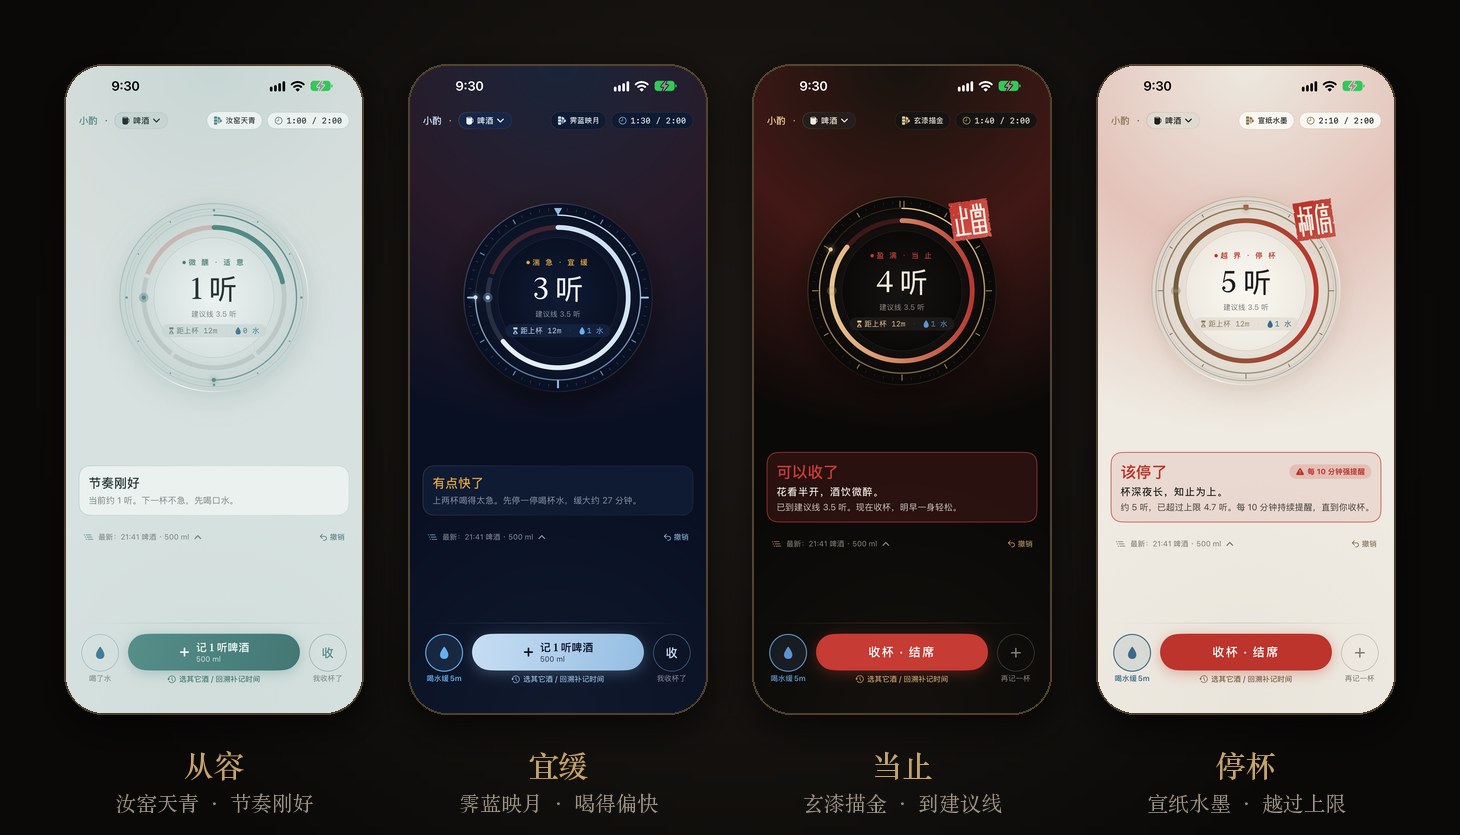 9:30
小酌 · 啤酒
汝窑天青
1:00 / 2:00
微醺·适意
1 听
建议线 3.5 听
距上杯 12m
0 水
节奏刚好
当前约 1 听。下一杯不急，先喝口水。
最新：21:41 啤酒 · 500 ml
撤销
+ 记 1 听啤酒
500 ml
收
喝了水
选其它酒 / 回溯补记时间
我收杯了
从容
汝窑天青 · 节奏刚好
9:30
小酌 · 啤酒
霁蓝映月
1:30 / 2:00
渐急·宜缓
3 听
建议线 3.5 听
距上杯 12m
1 水
有点快了
上两杯喝得太急。先停一停喝杯水，缓大约 27 分钟。
最新：21:41 啤酒 · 500 ml
撤销
+ 记 1 听啤酒
500 ml
收
喝水缓 5m
选其它酒 / 回溯补记时间
我收杯了
宜缓
霁蓝映月 · 喝得偏快
9:30
小酌 · 啤酒
玄漆描金
1:40 / 2:00
當止
盈满·当止
4 听
建议线 3.5 听
距上杯 12m
1 水
可以收了
花看半开，酒饮微醉。
已到建议线 3.5 听。现在收杯，明早一身轻松。
最新：21:41 啤酒 · 500 ml
撤销
收杯 · 结席
+
喝水缓 5m
选其它酒 / 回溯补记时间
再记一杯
当止
玄漆描金 · 到建议线
9:30
小酌 · 啤酒
宣纸水墨
2:10 / 2:00
停杯
越界·停杯
5 听
建议线 3.5 听
距上杯 12m
1 水
该停了
每 10 分钟强提醒
杯深夜长，知止为上。
约 5 听，已超过上限 4.7 听。每 10 分钟持续提醒，直到你收杯。
最新：21:41 啤酒 · 500 ml
撤销
收杯 · 结席
+
喝水缓 5m
选其它酒 / 回溯补记时间
再记一杯
停杯
宣纸水墨 · 越过上限